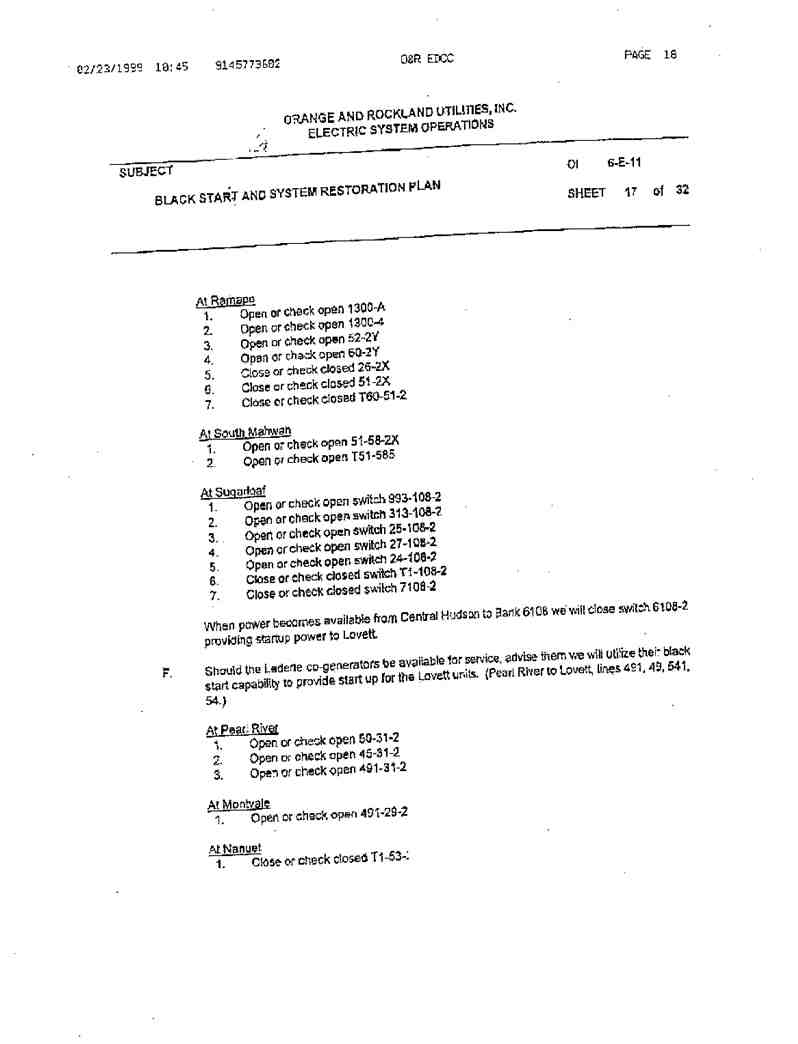 02/23/1999 10:45 9145773602 O&R EDCC PAGE 18
ORANGE AND ROCKLAND UTILITIES, INC.
ELECTRIC SYSTEM OPERATIONS
SUBJECT OI 6-E-11
BLACK START AND SYSTEM RESTORATION PLAN SHEET 17 of 32
At Ramapo
1. Open or check open 1300-A
2. Open or check open 1300-4
3. Open or check open 52-2Y
4. Open or check open 60-2Y
5. Close or check closed 26-2X
6. Close or check closed 51-2X
7. Close or check closed T60-51-2
At South Mahwah
1. Open or check open 51-58-2X
2. Open or check open T51-585
At Sugarloaf
1. Open or check open switch 993-108-2
2. Open or check open switch 313-108-2
3. Open or check open switch 25-108-2
4. Open or check open switch 27-108-2
5. Open or check open switch 24-108-2
6. Close or check closed switch T1-108-2
7. Close or check closed switch 7108-2
When power becomes available from Central Hudson to Bank 6108 we will close switch 6108-2
providing startup power to Lovett.
F. Should the Lederle co-generators be available for service, advise them we will utilize their black
start capability to provide start up for the Lovett units. (Pearl River to Lovett, lines 491, 49, 541,
54.)
At Pearl River
1. Open or check open 50-31-2
2. Open or check open 45-31-2
3. Open or check open 491-31-2
At Montvale
1. Open or check open 491-29-2
At Nanuet
1. Close or check closed T1-53-